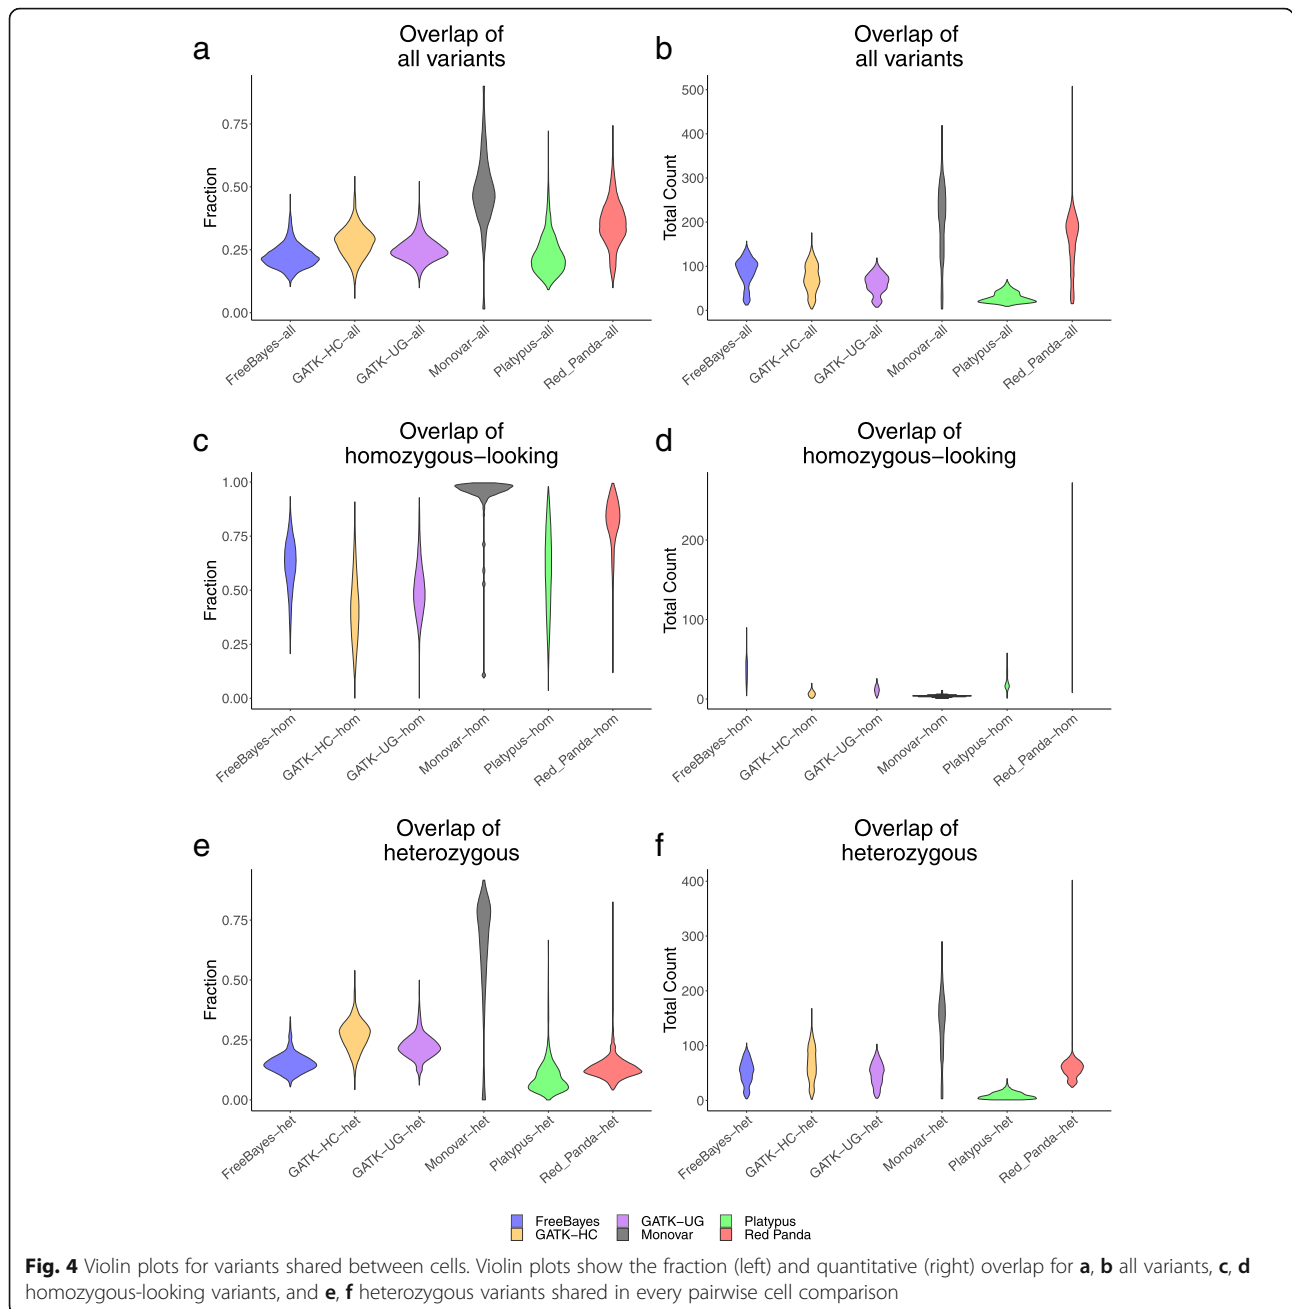 a
Overlap of
all variants
Fraction
0.75
0.50
0.25
0.00
FreeBayes−all
GATK−HC−all
GATK−UG−all
Monovar−all
Platypus−all
Red_Panda−all
b
Overlap of
all variants
Total Count
500
400
300
200
100
0
FreeBayes−all
GATK−HC−all
GATK−UG−all
Monovar−all
Platypus−all
Red_Panda−all
c
Overlap of
homozygous−looking
Fraction
1.00
0.75
0.50
0.25
0.00
FreeBayes−hom
GATK−HC−hom
GATK−UG−hom
Monovar−hom
Platypus−hom
Red_Panda−hom
d
Overlap of
homozygous−looking
Total Count
200
100
0
FreeBayes−hom
GATK−HC−hom
GATK−UG−hom
Monovar−hom
Platypus−hom
Red_Panda−hom
e
Overlap of
heterozygous
Fraction
0.75
0.50
0.25
0.00
FreeBayes−het
GATK−HC−het
GATK−UG−het
Monovar−het
Platypus−het
Red_Panda−het
f
Overlap of
heterozygous
Total Count
400
300
200
100
0
FreeBayes−het
GATK−HC−het
GATK−UG−het
Monovar−het
Platypus−het
Red_Panda−het
FreeBayes GATK−UG Platypus
GATK−HC Monovar Red Panda
Fig. 4 Violin plots for variants shared between cells. Violin plots show the fraction (left) and quantitative (right) overlap for a, b all variants, c, d
homozygous-looking variants, and e, f heterozygous variants shared in every pairwise cell comparison